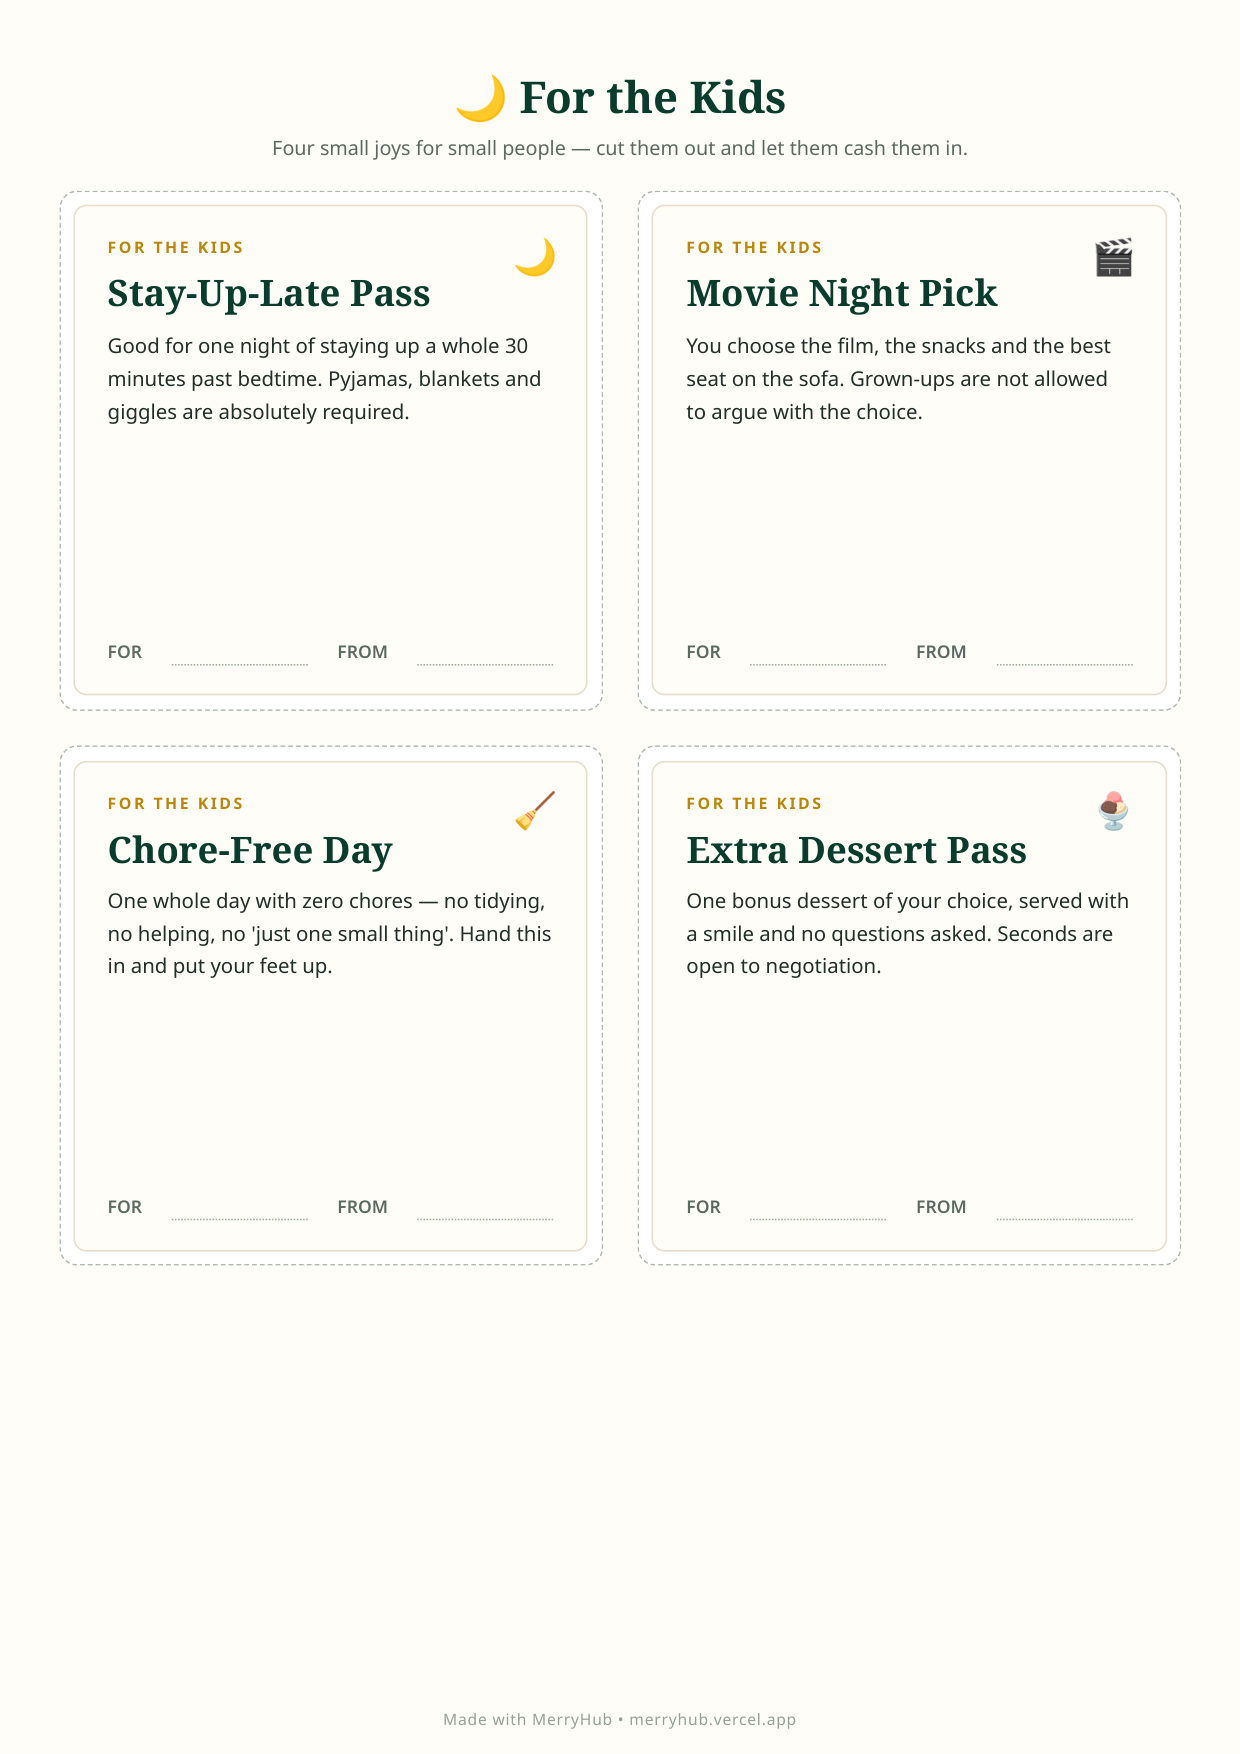 🌙 For the Kids
Four small joys for small people — cut them out and let them cash them in.
FOR THE KIDS
Stay-Up-Late Pass
Good for one night of staying up a whole 30
minutes past bedtime. Pyjamas, blankets and
giggles are absolutely required.
FOR FROM
FOR THE KIDS
Movie Night Pick
You choose the film, the snacks and the best
seat on the sofa. Grown-ups are not allowed
to argue with the choice.
FOR FROM
FOR THE KIDS
Chore-Free Day
One whole day with zero chores — no tidying,
no helping, no 'just one small thing'. Hand this
in and put your feet up.
FOR FROM
FOR THE KIDS
Extra Dessert Pass
One bonus dessert of your choice, served with
a smile and no questions asked. Seconds are
open to negotiation.
FOR FROM
Made with MerryHub • merryhub.vercel.app